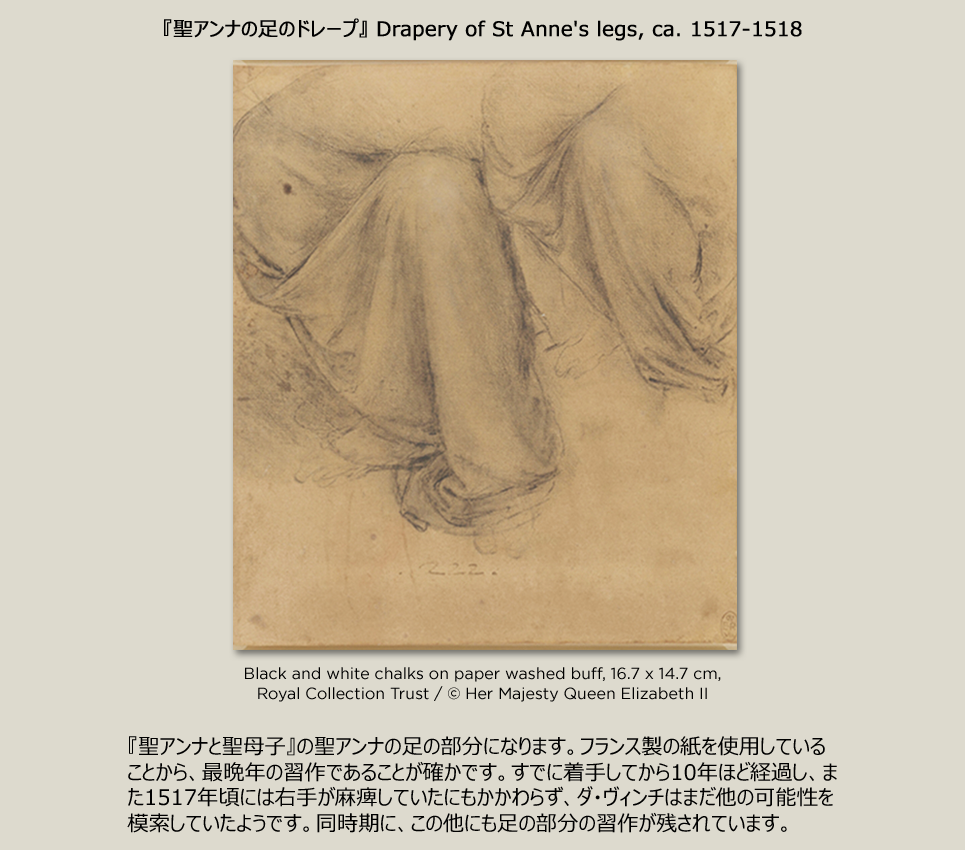 『聖アンナの足のドレープ』 Drapery of St Anne's legs, ca. 1517-1518
. 222 .
Black and white chalks on paper washed buff, 16.7 x 14.7 cm,
Royal Collection Trust / © Her Majesty Queen Elizabeth II
『聖アンナと聖母子』の聖アンナの足の部分になります。フランス製の紙を使用している
ことから、最晩年の習作であることが確かです。すでに着手してから10年ほど経過し、ま
た1517年頃には右手が麻痺していたにもかかわらず、ダ・ヴィンチはまだ他の可能性を
模索していたようです。同時期に、この他にも足の部分の習作が残されています。